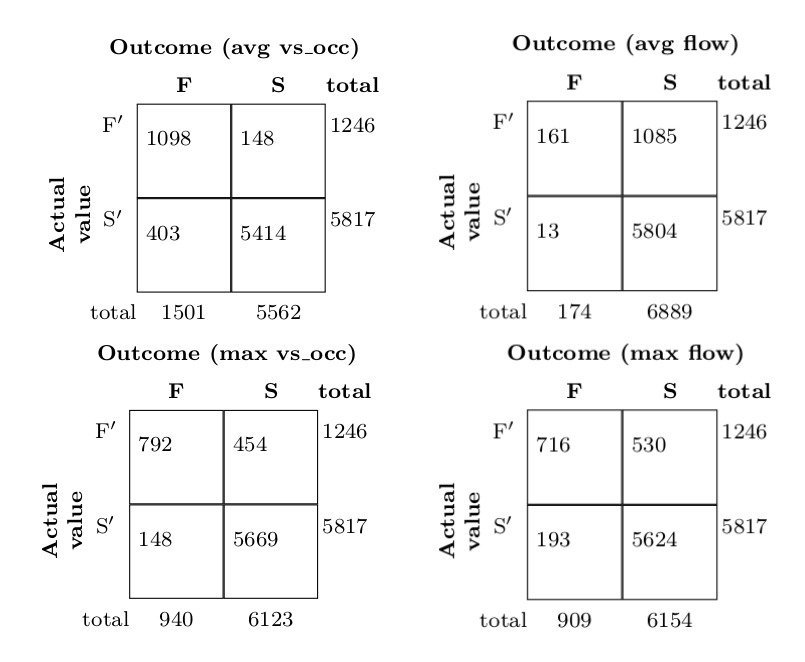 Outcome (avg vs_occ)
F S total
F′ 1098 148 1246
Actual value
S′ 403 5414 5817
total 1501 5562
Outcome (avg flow)
F S total
F′ 161 1085 1246
Actual value
S′ 13 5804 5817
total 174 6889
Outcome (max vs_occ)
F S total
F′ 792 454 1246
Actual value
S′ 148 5669 5817
total 940 6123
Outcome (max flow)
F S total
F′ 716 530 1246
Actual value
S′ 193 5624 5817
total 909 6154